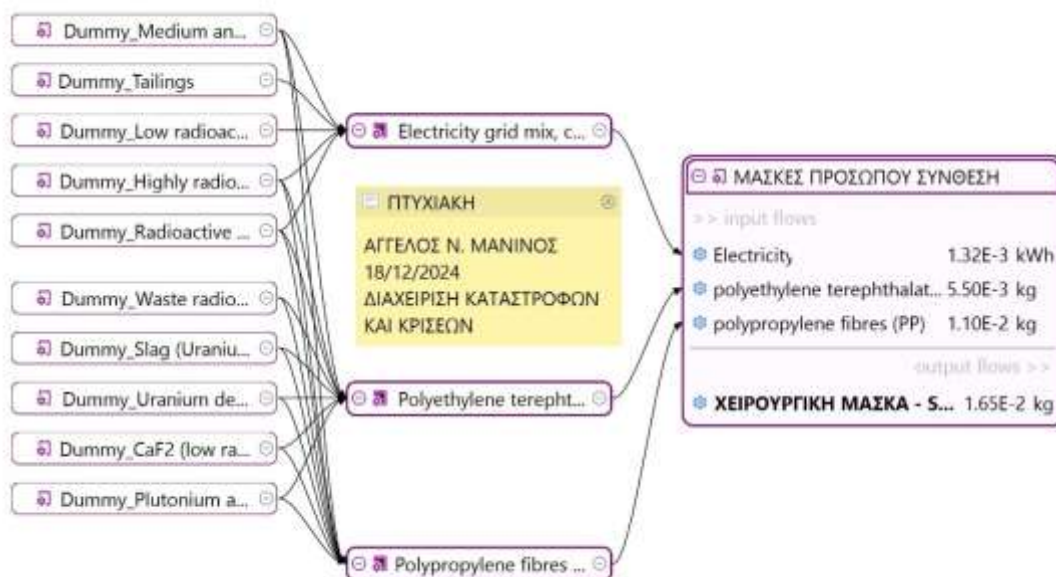 Dummy_Medium an...
Dummy_Tailings
Dummy_Low radioac...
Dummy_Highly radio...
Dummy_Radioactive ...
Dummy_Waste radio...
Dummy_Slag (Uraniu...
Dummy_Uranium de...
Dummy_CaF2 (low ra...
Dummy_Plutonium a...
Electricity grid mix, c...
ΠΤΥΧΙΑΚΗ
ΑΓΓΕΛΟΣ Ν. ΜΑΝΙΝΟΣ
18/12/2024
ΔΙΑΧΕΙΡΙΣΗ ΚΑΤΑΣΤΡΟΦΩΝ
ΚΑΙ ΚΡΙΣΕΩΝ
Polyethylene terepht...
Polypropylene fibres ...
ΜΑΣΚΕΣ ΠΡΟΣΩΠΟΥ ΣΥΝΘΕΣΗ
>> input flows
Electricity 1.32E-3 kWh
polyethylene terephthalat... 5.50E-3 kg
polypropylene fibres (PP) 1.10E-2 kg
output flows >>
ΧΕΙΡΟΥΡΓΙΚΗ ΜΑΣΚΑ - S... 1.65E-2 kg